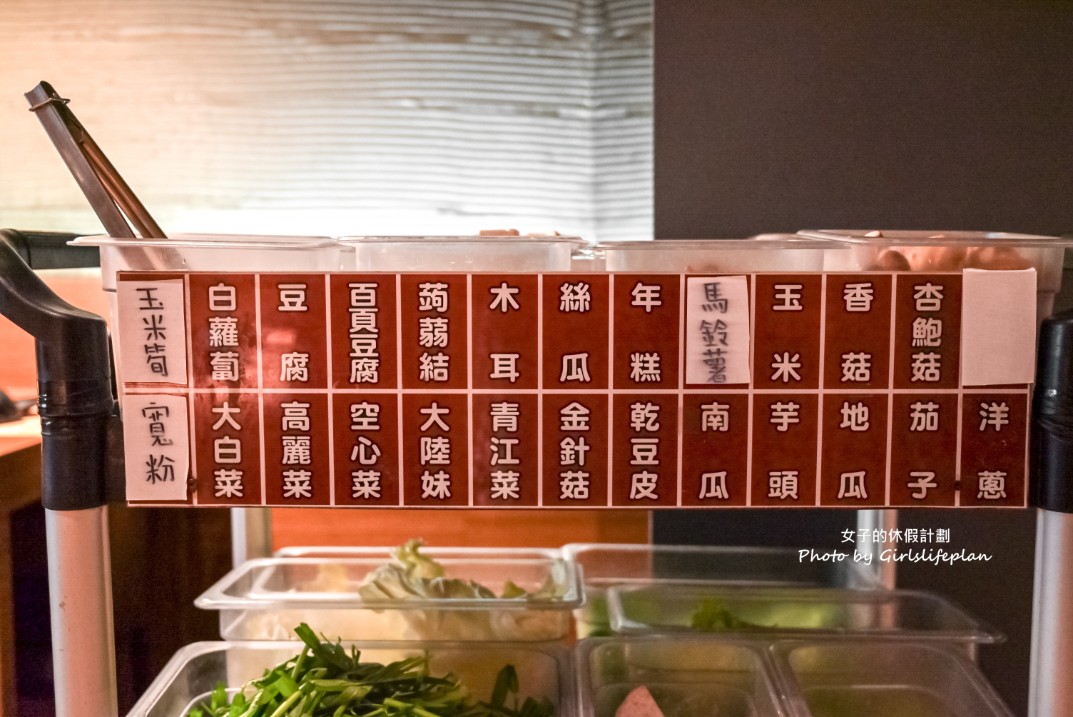 玉米筍 白蘿蔔 豆腐 百頁豆腐 蒟蒻結 木耳 絲瓜 年糕 馬鈴薯 玉米 香菇 杏鮑菇
寬粉 大白菜 高麗菜 空心菜 大陸妹 青江菜 金針菇 乾豆皮 南瓜 芋頭 地瓜 茄子 洋蔥
女子的休假計劃
Photo by Girlslifeplan